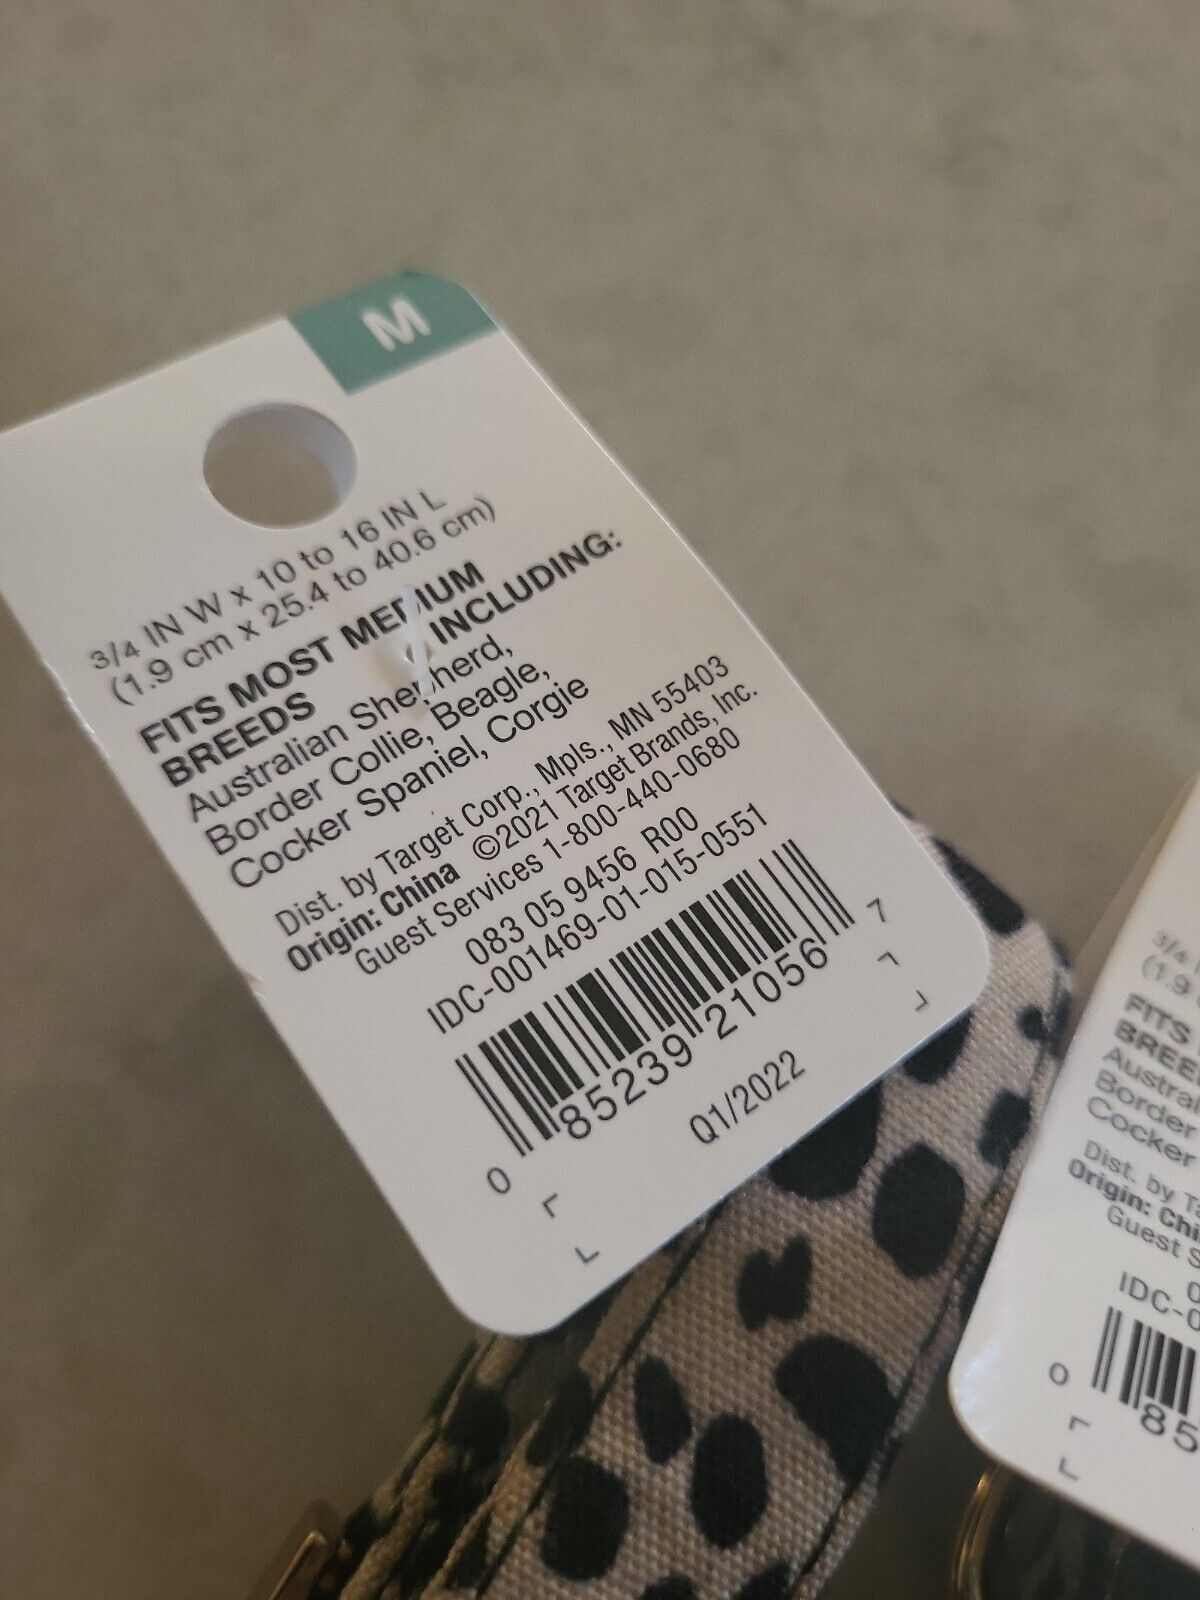 M
3/4 IN W x 10 to 16 IN L
(1.9 cm x 25.4 to 40.6 cm)
FITS MOST MEDIUM
BREEDS INCLUDING:
Australian Shepherd,
Border Collie, Beagle,
Cocker Spaniel, Corgie
Dist. by Target Corp., Mpls., MN 55403
Origin: China ©2021 Target Brands, Inc.
Guest Services 1-800-440-0680
083 05 9456 R00
IDC-001469-01-015-0551
0 85239 21056 7
Q1/2022
3/4
(1.9
FITS
BREE
Austral
Border
Cocker
Dist. by Ta
Origin: Chi
Guest S
0
IDC-0
0 85